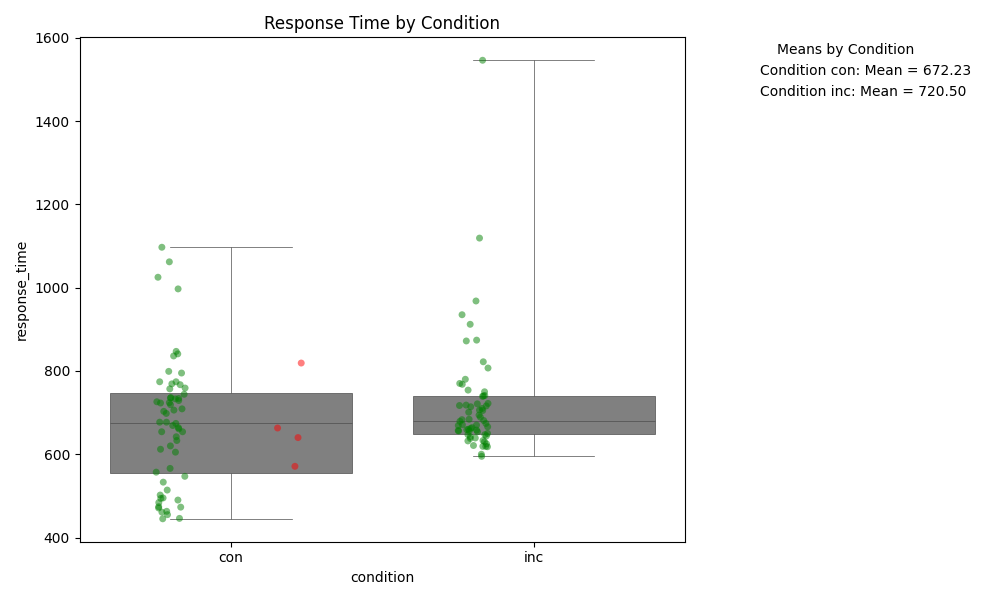 Response Time by Condition
Means by Condition
Condition con: Mean = 672.23
Condition inc: Mean = 720.50
1600
1400
1200
1000
800
600
400
response_time
con inc
condition